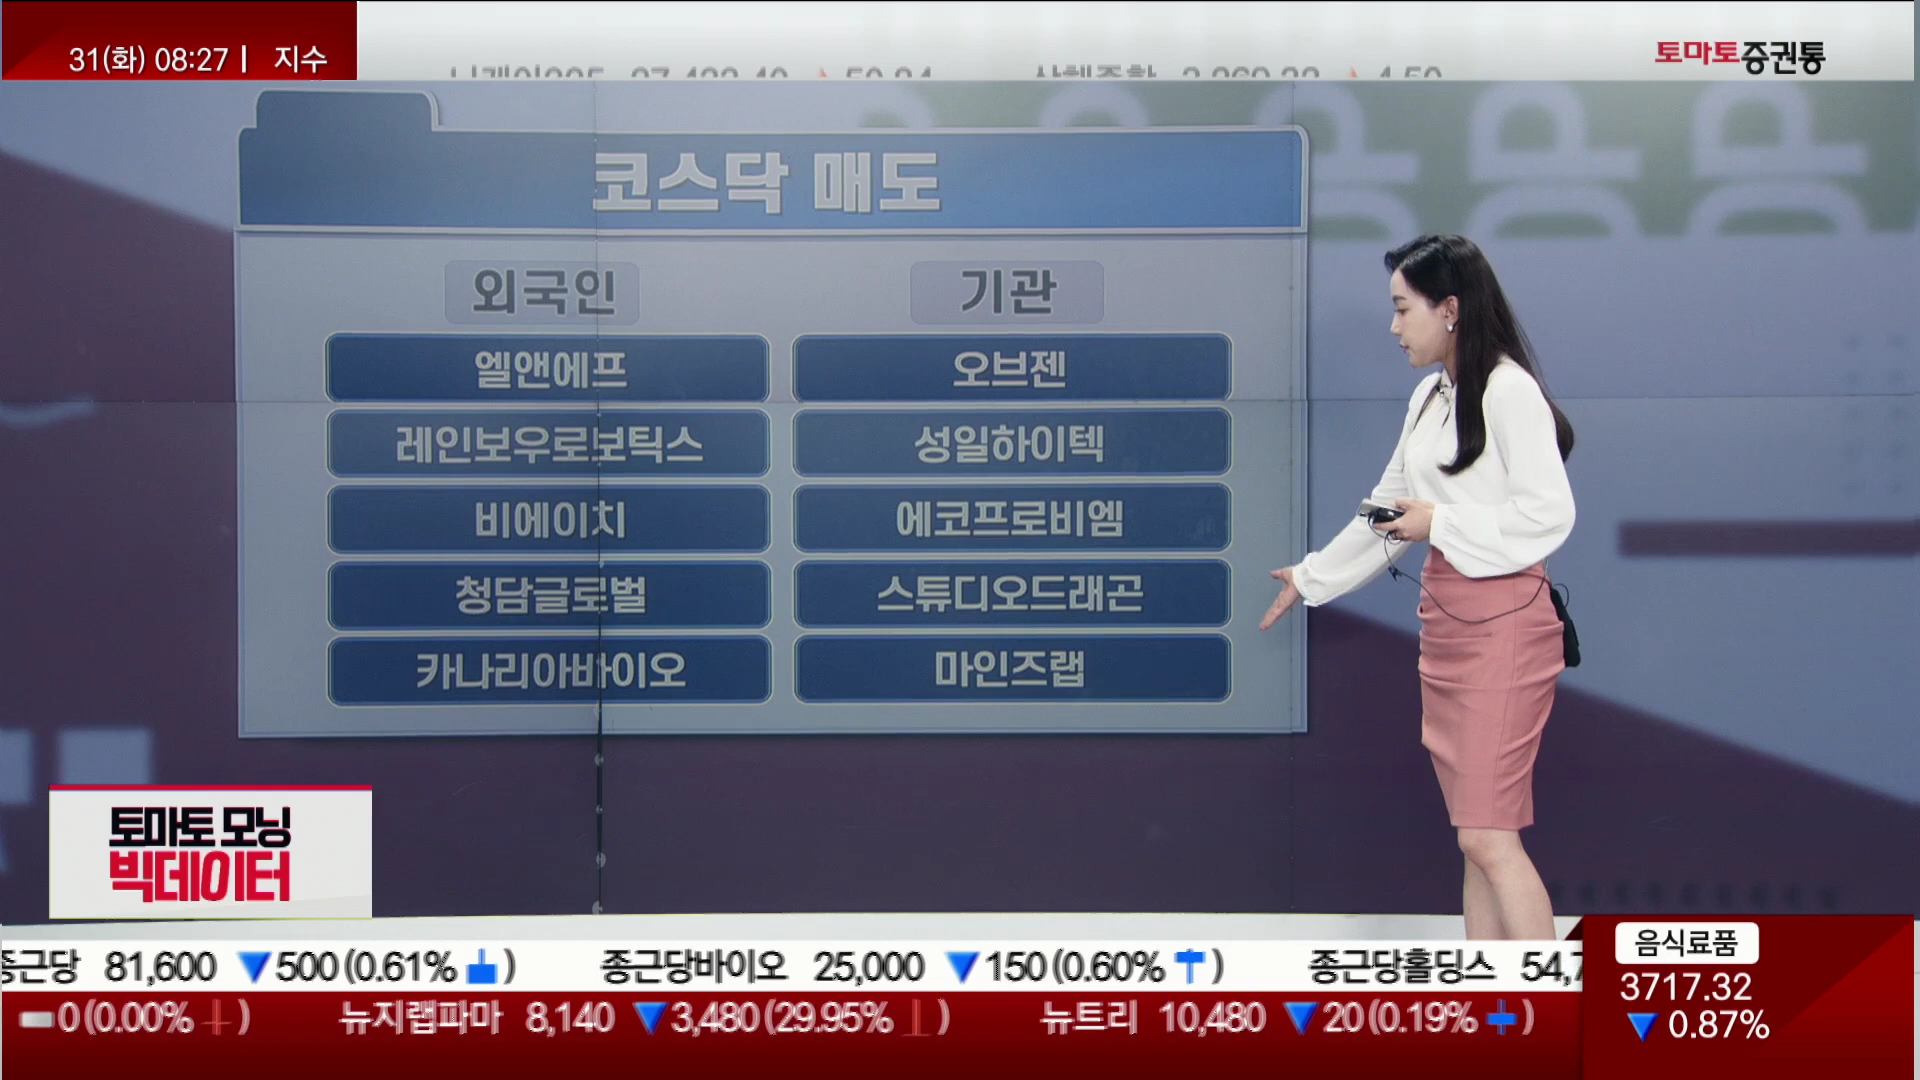 31(화) 08:27 | 지수
토마토증권통
코스닥 매도
외국인 기관
엘앤에프 오브젠
레인보우로보틱스 성일하이텍
비에이치 에코프로비엠
청담글로벌 스튜디오드래곤
카나리아바이오 마인즈랩
토마토 모닝
빅데이터
종근당 81,600 ▼500(0.61% ) 종근당바이오 25,000 ▼150(0.60% ) 종근당홀딩스 54,7
0(0.00% ) 뉴지랩파마 8,140 ▼3,480(29.95% ) 뉴트리 10,480 ▼20(0.19% )
음식료품
3717.32
▼ 0.87%